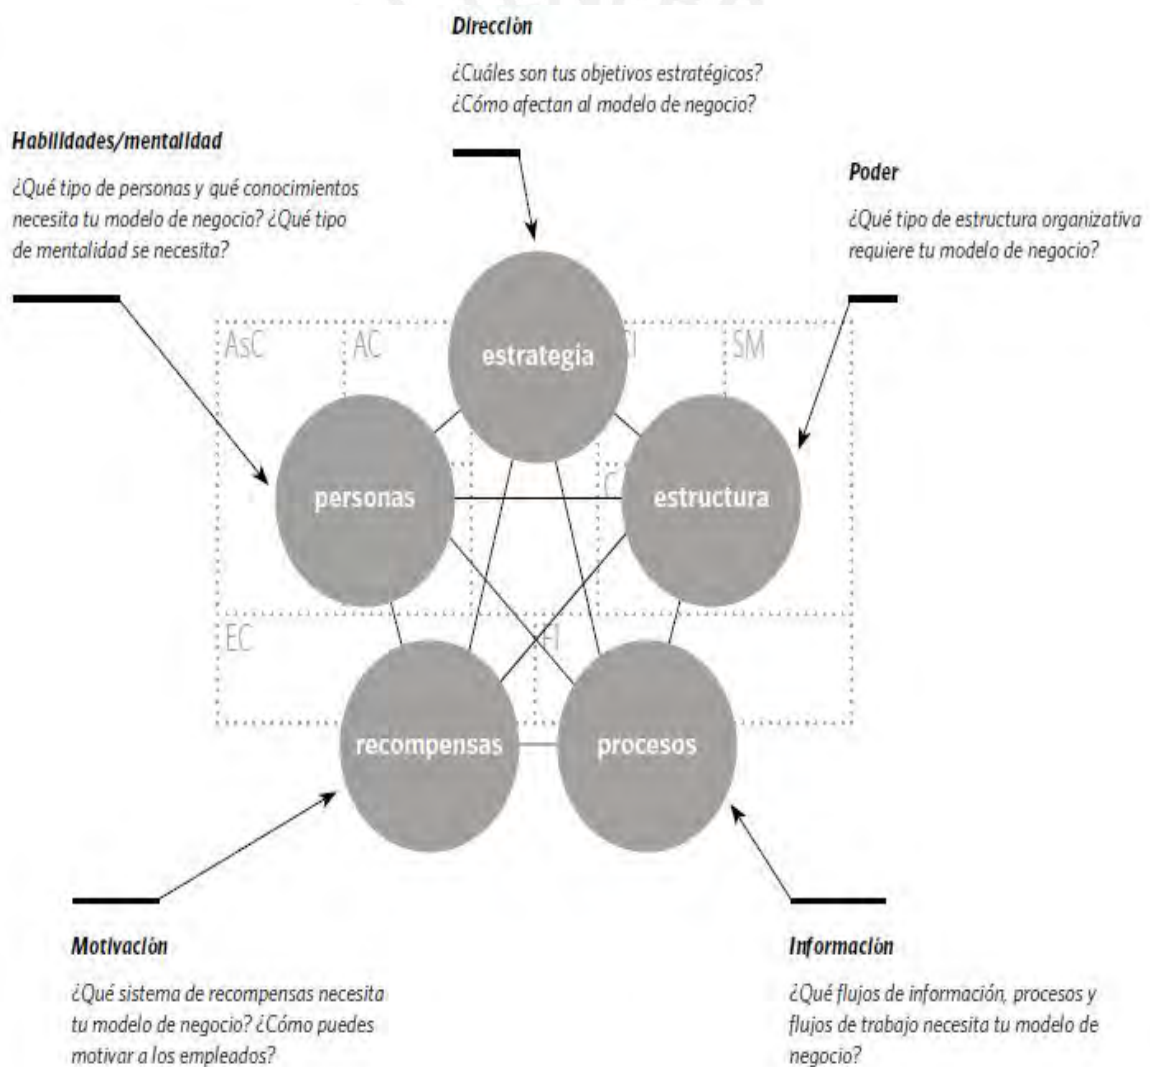 Dirección
¿Cuáles son tus objetivos estratégicos?
¿Cómo afectan al modelo de negocio?
Habilidades/mentalidad
¿Qué tipo de personas y qué conocimientos
necesita tu modelo de negocio? ¿Qué tipo
de mentalidad se necesita?
Poder
¿Qué tipo de estructura organizativa
requiere tu modelo de negocio?
AsC
AC
estrategia
SM
personas
C
estructura
EC
recompensas
procesos
Motivación
¿Qué sistema de recompensas necesita
tu modelo de negocio? ¿Cómo puedes
motivar a los empleados?
Información
¿Qué flujos de información, procesos y
flujos de trabajo necesita tu modelo de
negocio?